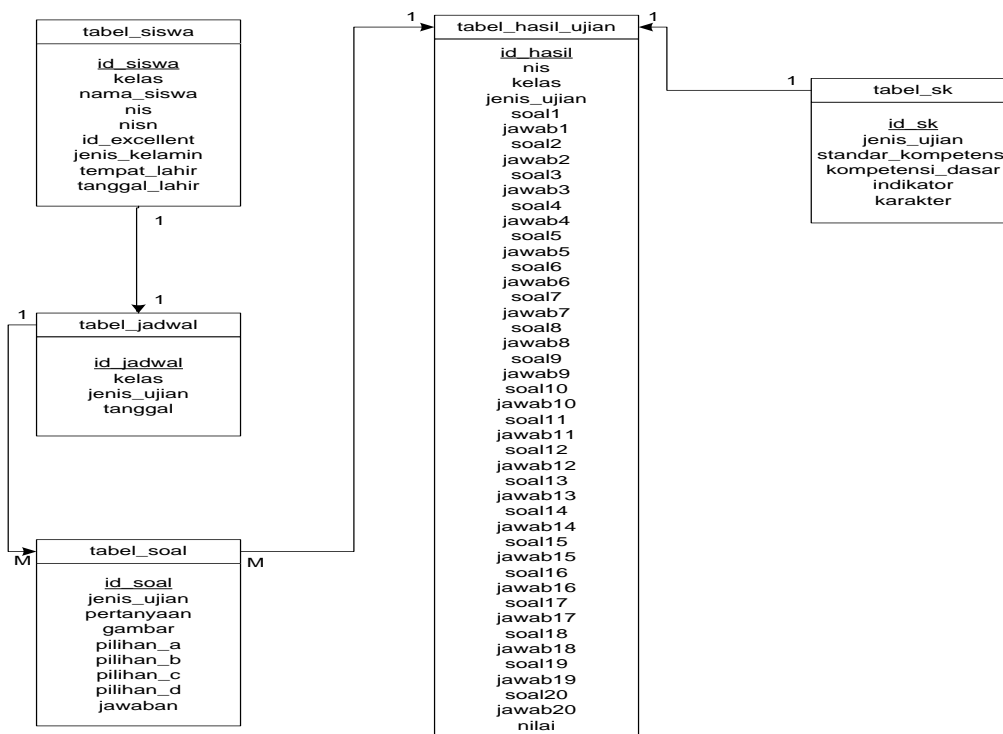 tabel_siswa
id_siswa
kelas
nama_siswa
nis
nisn
id_excellent
jenis_kelamin
tempat_lahir
tanggal_lahir
1
1
tabel_jadwal
1
id_jadwal
kelas
jenis_ujian
tanggal
M
tabel_soal
M
id_soal
jenis_ujian
pertanyaan
gambar
pilihan_a
pilihan_b
pilihan_c
pilihan_d
jawaban
1
tabel_hasil_ujian
1
id_hasil
nis
kelas
jenis_ujian
soal1
jawab1
soal2
jawab2
soal3
jawab3
soal4
jawab4
soal5
jawab5
soal6
jawab6
soal7
jawab7
soal8
jawab8
soal9
jawab9
soal10
jawab10
soal11
jawab11
soal12
jawab12
soal13
jawab13
soal14
jawab14
soal15
jawab15
soal16
jawab16
soal17
jawab17
soal18
jawab18
soal19
jawab19
soal20
jawab20
nilai
1
tabel_sk
id_sk
jenis_ujian
standar_kompetens
kompetensi_dasar
indikator
karakter